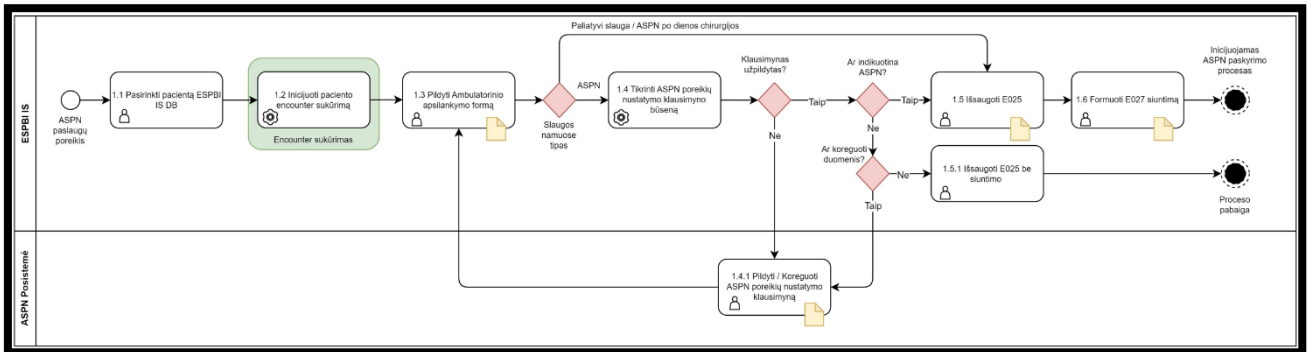 ESPBI IS
ASPN
paslaugų
poreikis
1.1 Pasirinkti pacientą ESPBI
IS DB
1.2 Inicijuoti paciento
encounter sukūrimą
Encounter sukūrimas
1.3 Pildyti Ambulatorinio
apsilankymo formą
Slaugos
namuose
tipas
Paliatyvi slauga / ASPN po dienos chirurgijos
ASPN
1.4 Tikrinti ASPN poreikių
nustatymo klausimyno
būseną
Klausimynas
užpildytas?
Taip
Ne
Ar indikuotina
ASPN?
Taip
Ne
Ar koreguoti
duomenis?
Ne
Taip
1.5 Išsaugoti E025
1.6 Formuoti E027 siuntimą
Inicijuojamas
ASPN paskyrimo
procesas
1.5.1 Išsaugoti E025 be
siuntimo
Proceso
pabaiga
ASPN Posistemė
1.4.1 Pildyti / Koreguoti
ASPN poreikių nustatymo
klausimyną